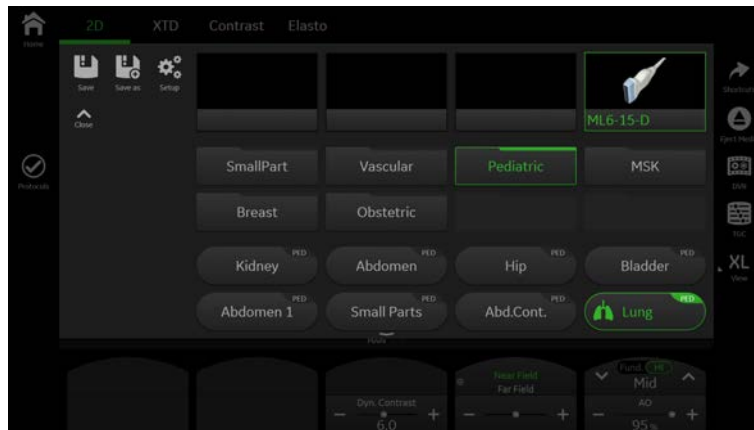 2D XTD Contrast Elasto
Home
Save Save as Setup
Close
ML6-15-D
Shortcuts
Eject Media
Protocols
SmallPart Vascular Pediatric MSK
DVR
Breast Obstetric
TGC
Kidney PED Abdomen PED Hip PED Bladder PED
XL
View
Abdomen 1 PED Small Parts PED Abd.Cont. PED Lung PED
Near Field
Far Field
Fund. HI
Mid
Dyn. Contrast
6.0
AO
95 %